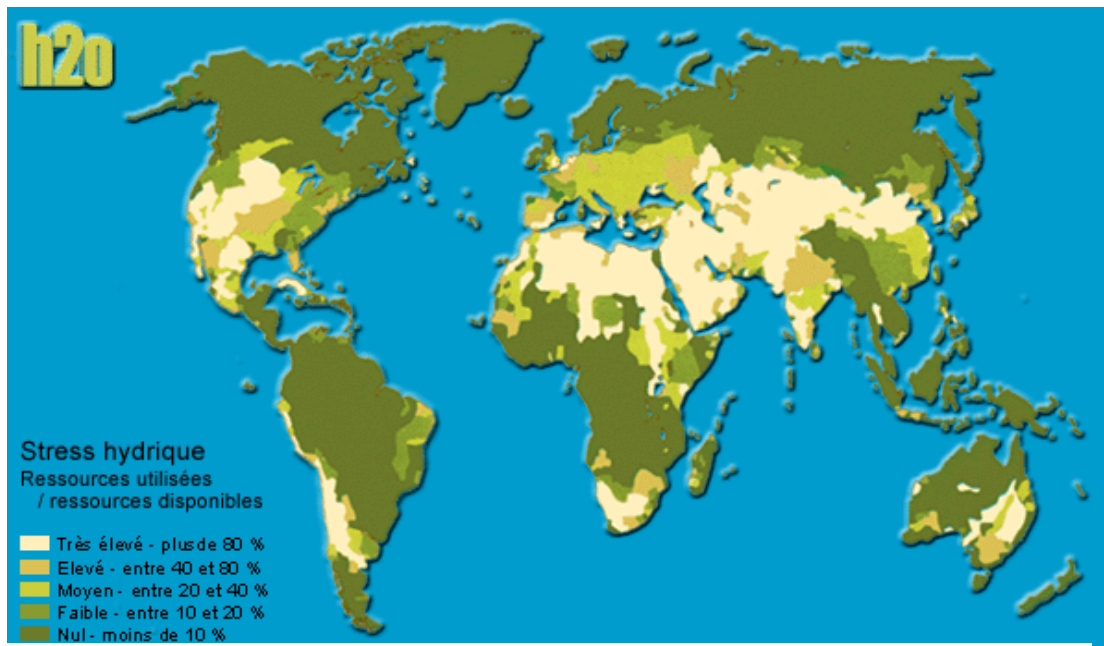 h2o
Stress hydrique
Ressources utilisées
/ ressources disponibles
Très élevé - plus de 80 %
Elevé - entre 40 et 80 %
Moyen - entre 20 et 40 %
Faible - entre 10 et 20 %
Nul - moins de 10 %